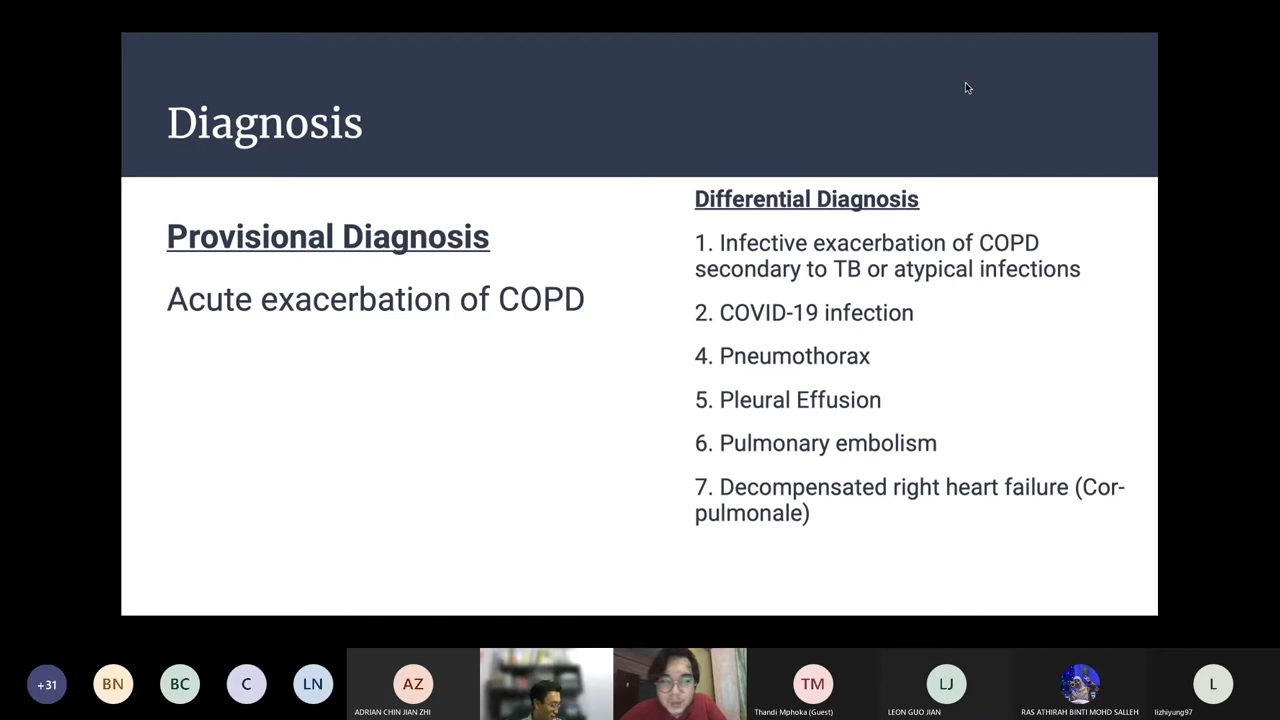 Diagnosis
Provisional Diagnosis
Acute exacerbation of COPD
Differential Diagnosis
1. Infective exacerbation of COPD
secondary to TB or atypical infections
2. COVID-19 infection
4. Pneumothorax
5. Pleural Effusion
6. Pulmonary embolism
7. Decompensated right heart failure (Cor-
pulmonale)
+31
BN
BC
C
LN
AZ
ADRIAN CHIN JIAN ZHI
TM
Thandi Mphoka (Guest)
LJ
LEON GUO JIAN
RAS ATHIRAH BINTI MOHD SALLEH
L
lizhiyung97